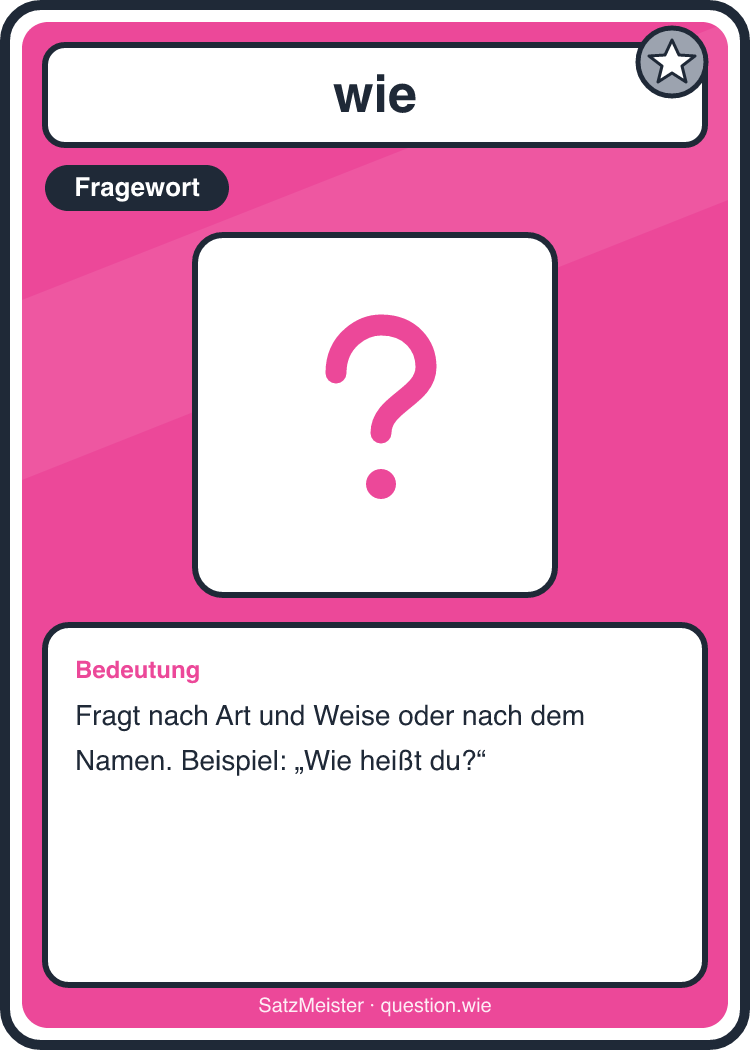 wie
Fragewort
?
Bedeutung
Fragt nach Art und Weise oder nach dem
Namen. Beispiel: „Wie heißt du?“
SatzMeister · question.wie